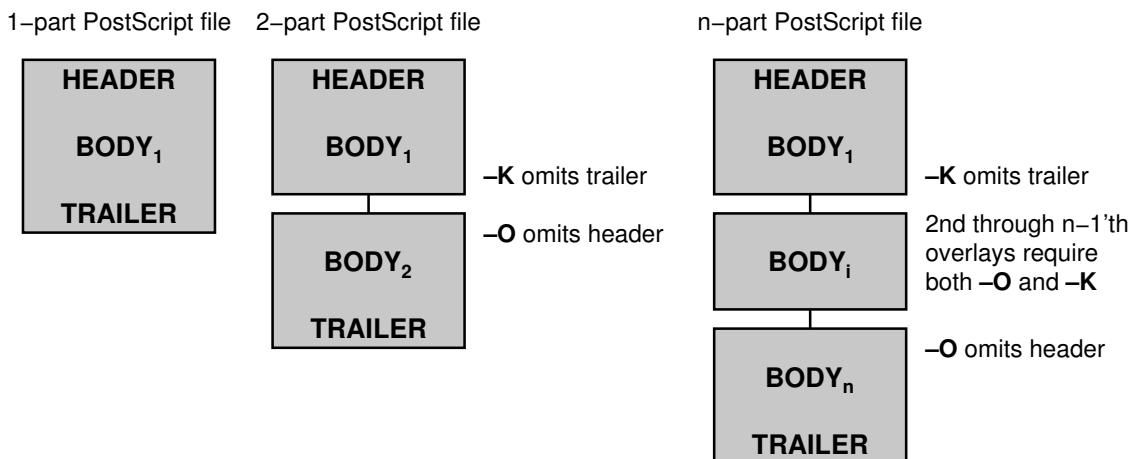 1−part PostScript file
HEADER
BODY1
TRAILER
2−part PostScript file
HEADER
BODY1
–K omits trailer
–O omits header
BODY2
TRAILER
n−part PostScript file
HEADER
BODY1
–K omits trailer
BODYi
2nd through n−1'th
overlays require
both –O and –K
–O omits header
BODYn
TRAILER